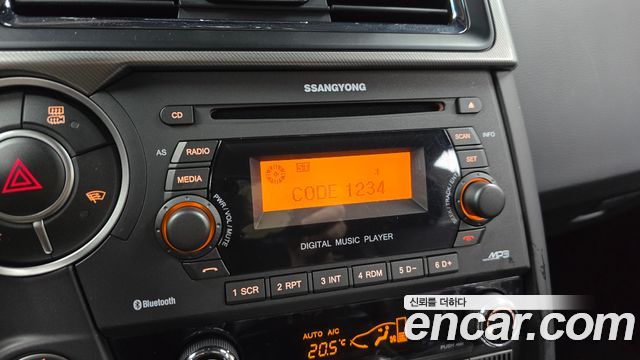 SSANGYONG
CD
AS
RADIO
SCAN
INFO
MEDIA
SET
CODE 1234
PWR / VOL / MUTE
DIGITAL MUSIC PLAYER
MP3
Bluetooth
1 SCR
2 RPT
3 INT
4 RDM
5 D-
6 D+
AUTO A/C
20.5°C
신뢰를 더하다
encar.com